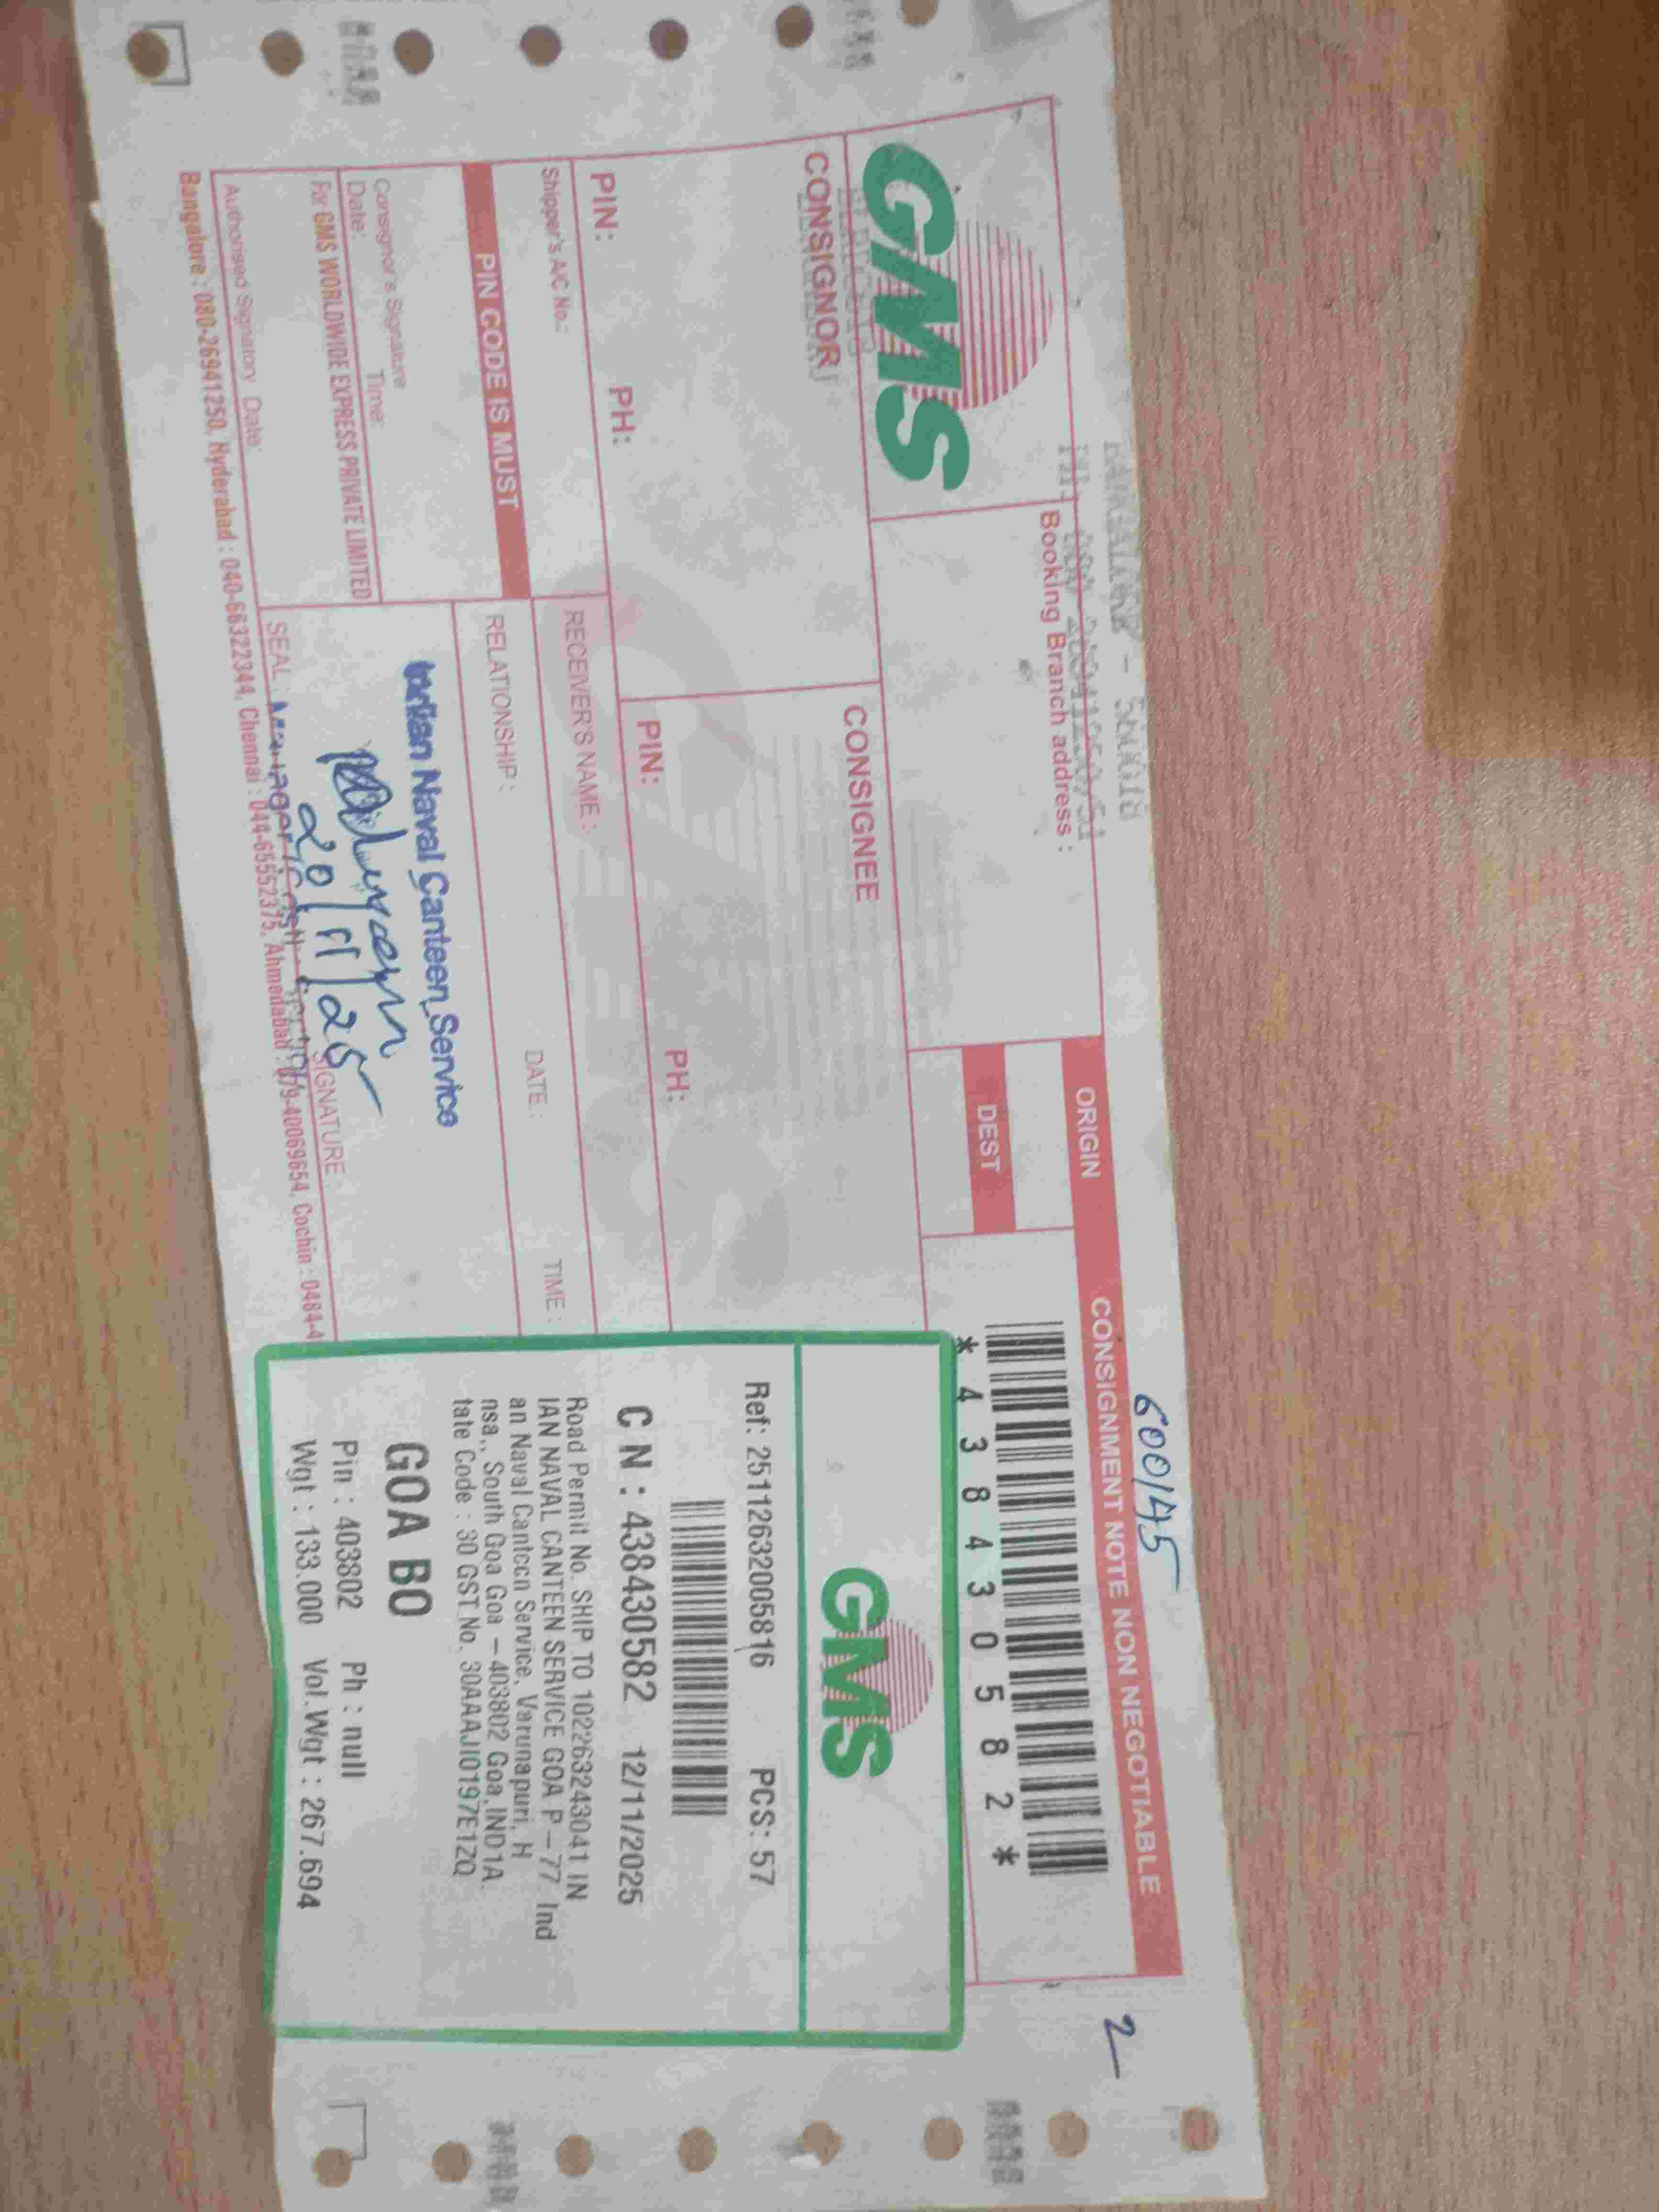 600145
2
GMS
Booking Branch address :
ORIGIN
CONSIGNMENT NOTE NON NEGOTIABLE
DEST
*438430582*
CONSIGNOR
CONSIGNEE
PIN: PH:
PIN: PH:
Shipper's A/C No.:
RECEIVER'S NAME :
DATE : TIME :
PIN CODE IS MUST
RELATIONSHIP :
Consignor's Signature
Date: Time:
For GMS WORLDWIDE EXPRESS PRIVATE LIMITED
Indian Naval Canteen Service
20/11/25
Authorised Signatory Date:
SEAL : SIGNATURE :
Bangalore : 080-26941250, Hyderabad : 040-66322344, Chennai : 044-65552375, Ahmedabad : 079-40069654, Cochin : 0484-4
GMS
Ref: 25112632005816 PCS: 57
C N : 438430582 12/11/2025
Road Permit No. SHIP TO 10226324304​1 IN
IAN NAVAL CANTEEN SERVICE GOA P -77 Ind
an Naval Canteen Service, Varunapuri, H
nsa,, South Goa Goa - 403802 Goa,IND1A.
tate Code : 30 GST No. 30AAAJI0197E1ZQ
GOA BO
Pin : 403802 Ph : null
Wgt : 133.000 Vol.Wgt : 267.694